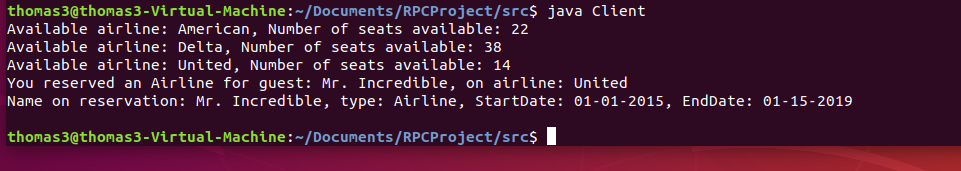 thomas3@thomas3-Virtual-Machine:~/Documents/RPCProject/src$ java Client
Available airline: American, Number of seats available: 22
Available airline: Delta, Number of seats available: 38
Available airline: United, Number of seats available: 14
You reserved an Airline for guest: Mr. Incredible, on airline: United
Name on reservation: Mr. Incredible, type: Airline, StartDate: 01-01-2015, EndDate: 01-15-2019
thomas3@thomas3-Virtual-Machine:~/Documents/RPCProject/src$